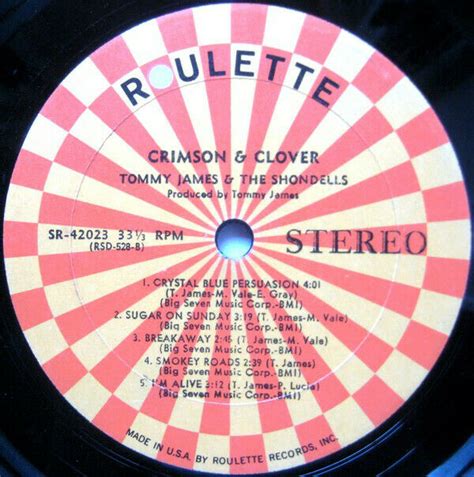 ROULETTE
CRIMSON & CLOVER
TOMMY JAMES & THE SHONDELLS
Produced by Tommy James
SR-42023 33⅓ RPM
(RSD-528-B)
STEREO
1. CRYSTAL BLUE PERSUASION 4:01
(T. James-M. Vale-E. Gray)
(Big Seven Music Corp.-BMI)
2. SUGAR ON SUNDAY 3:19 (T. James-M. Vale)
(Big Seven Music Corp.-BMI)
3. BREAKAWAY 2:45 (T. James-M. Vale)
(Big Seven Music Corp.-BMI)
4. SMOKEY ROADS 2:39 (T. James)
(Big Seven Music Corp.-BMI)
5. I'M ALIVE 3:12 (T. James-P. Lucia)
(Big Seven Music Corp.-BMI)
MADE IN U.S.A. BY ROULETTE RECORDS, INC.